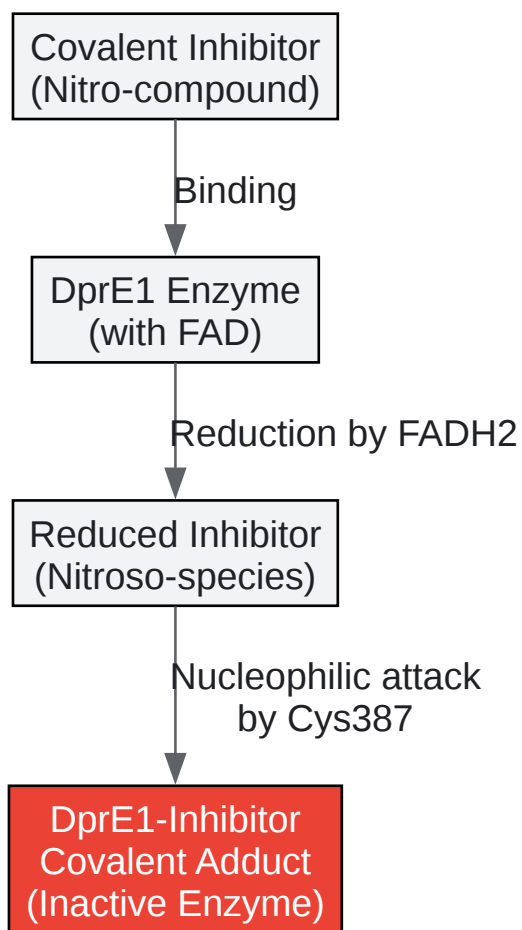 Covalent Inhibitor
(Nitro-compound)
Binding
DprE1 Enzyme
(with FAD)
Reduction by FADH2
Reduced Inhibitor
(Nitroso-species)
Nucleophilic attack
by Cys387
DprE1-Inhibitor
Covalent Adduct
(Inactive Enzyme)